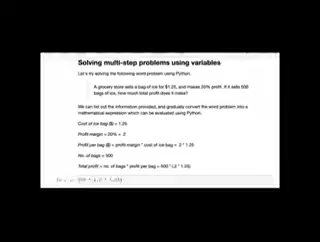 Solving multi-step problems using variables
Let's try solving the following word problem using Python.
A grocery store sells a bag of ice for $1.25, and makes 20% profit. If it sells 500
bags of ice, how much total profit does it make?
We can list out the information provided, and gradually convert the word problem into a
mathematical expression which can be evaluated using Python.
Cost of ice bag ($) = 1.25
Profit margin = 20% = .2
Profit per bag ($) = profit margin * cost of ice bag = .2 * 1.25
No. of bags = 500
Total profit = no. of bags * profit per bag = 500 * (.2 * 1.25)